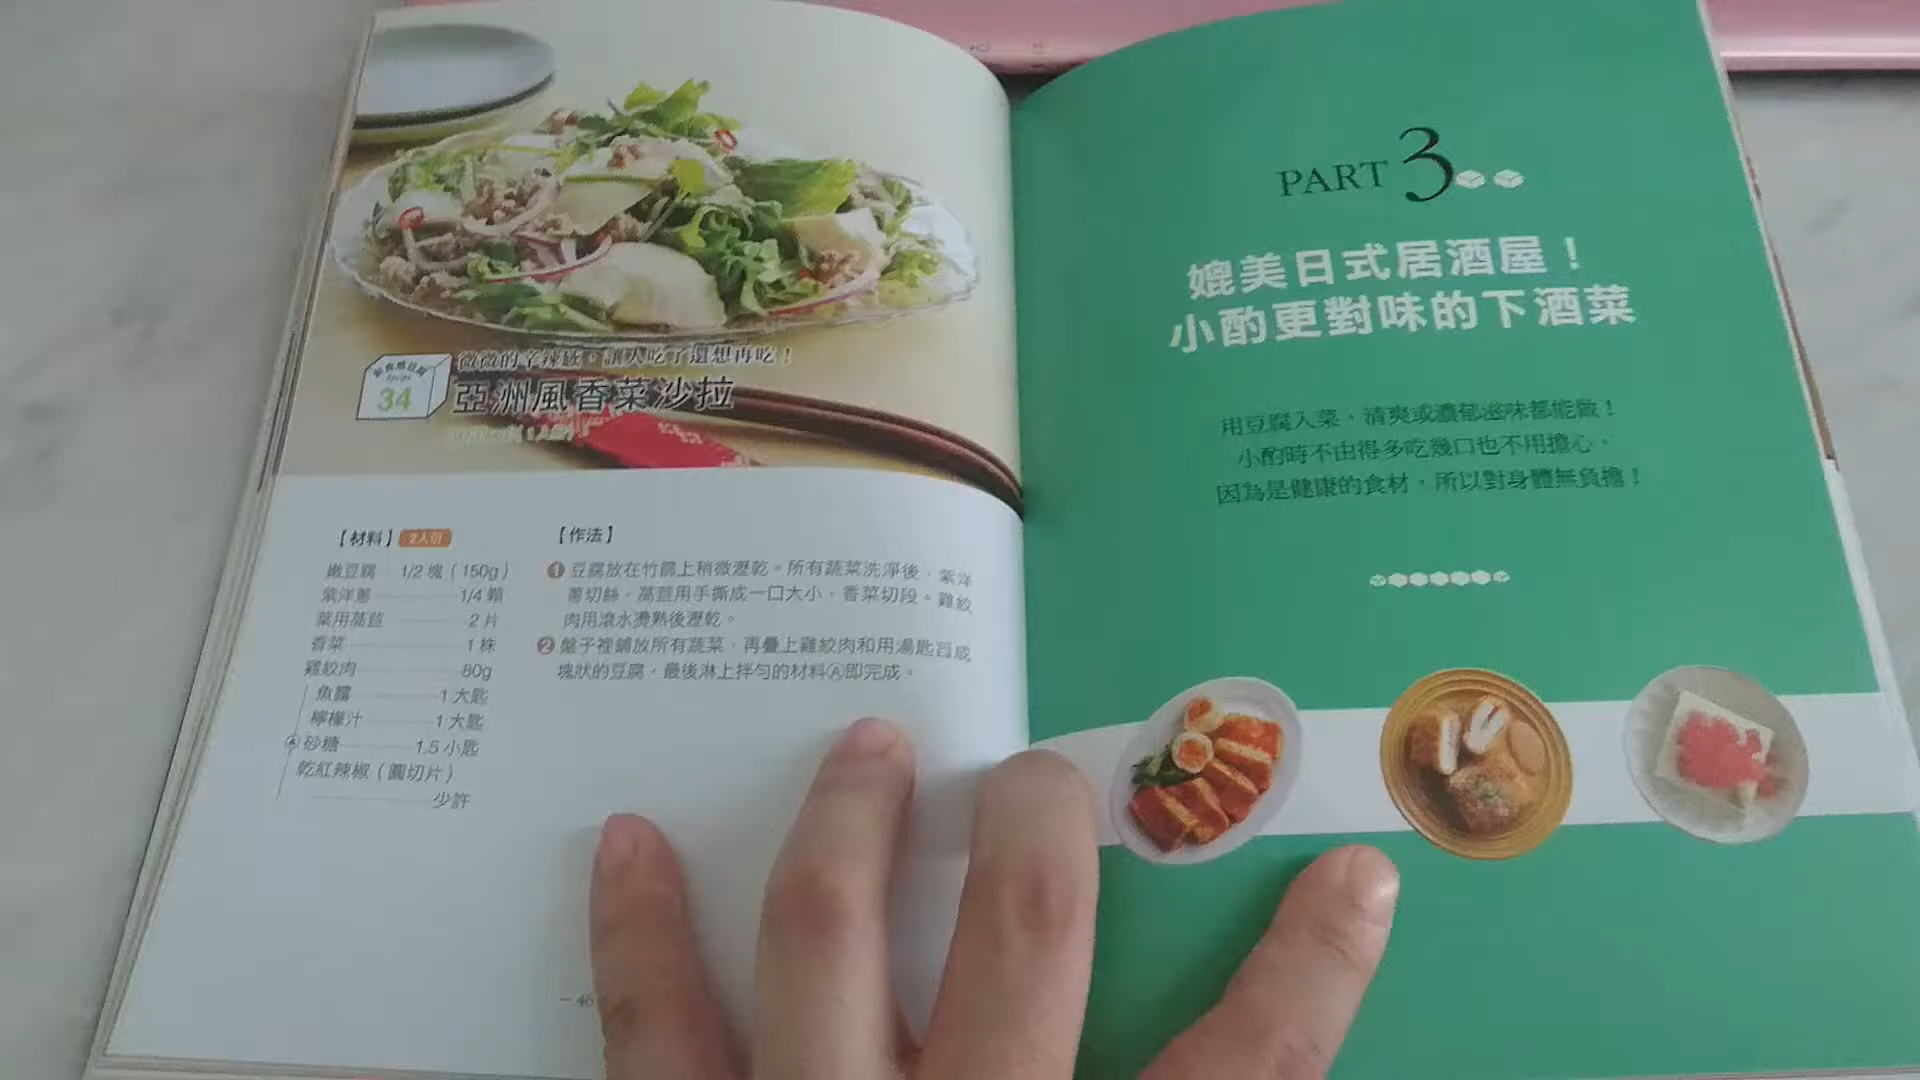 微微的辛辣感，讓人吃了還想再吃！
Recipe
34
亞洲風香菜沙拉
【材料】2人份
嫩豆腐 1/2 塊（150g）
紫洋蔥 1/4 顆
葉用萵苣 2 片
香菜 1 株
雞絞肉 80g
魚露 1 大匙
檸檬汁 1 大匙
Ⓐ 砂糖 1.5 小匙
乾紅辣椒（圓切片）
少許
【作法】
❶ 豆腐放在竹篩上稍微瀝乾。所有蔬菜洗淨後，紫洋
蔥切絲，萵苣用手撕成一口大小，香菜切段。雞絞
肉用滾水燙熟後瀝乾。
❷ 盤子裡鋪放所有蔬菜，再疊上雞絞肉和用湯匙舀成
塊狀的豆腐，最後淋上拌勻的材料Ⓐ即完成。
– 46
PART 3
媲美日式居酒屋！
小酌更對味的下酒菜
用豆腐入菜，清爽或濃郁滋味都能做！
小酌時不由得多吃幾口也不用擔心，
因為是健康的食材，所以對身體無負擔！